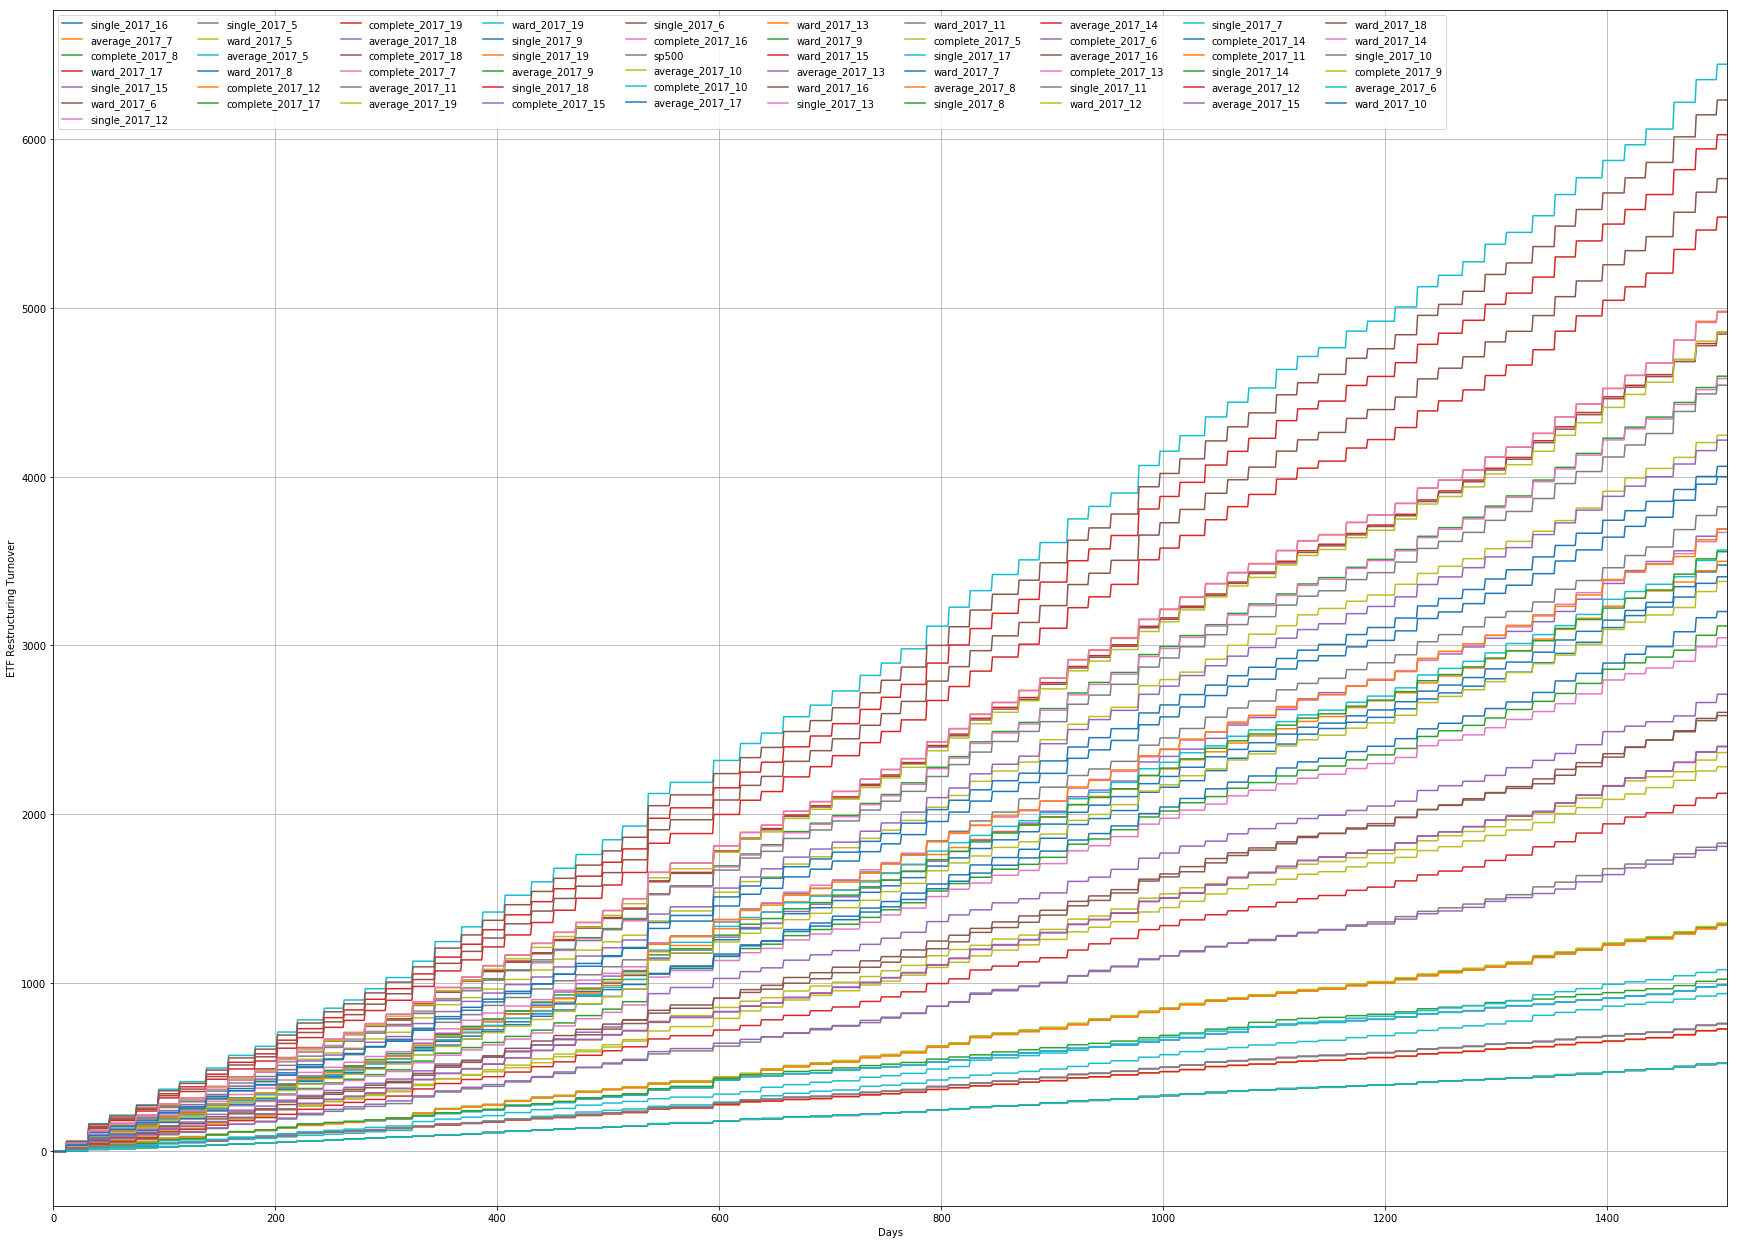 single_2017_16 single_2017_5 complete_2017_19 ward_2017_19 single_2017_6 ward_2017_13 ward_2017_11 average_2017_14 single_2017_7 ward_2017_18
average_2017_7 ward_2017_5 average_2017_18 single_2017_9 complete_2017_16 ward_2017_9 complete_2017_5 complete_2017_6 complete_2017_14 ward_2017_14
complete_2017_8 average_2017_5 complete_2017_18 single_2017_19 sp500 ward_2017_15 single_2017_17 average_2017_16 complete_2017_11 single_2017_10
ward_2017_17 ward_2017_8 complete_2017_7 average_2017_9 average_2017_10 average_2017_13 ward_2017_7 complete_2017_13 single_2017_14 complete_2017_9
single_2017_15 complete_2017_12 average_2017_11 single_2017_18 complete_2017_10 ward_2017_16 average_2017_8 single_2017_11 average_2017_12 average_2017_6
ward_2017_6 complete_2017_17 average_2017_19 complete_2017_15 average_2017_17 single_2017_13 single_2017_8 ward_2017_12 average_2017_15 ward_2017_10
single_2017_12
6000
5000
4000
3000
2000
1000
0
ETF Restructuring Turnover
0 200 400 600 800 1000 1200 1400
Days